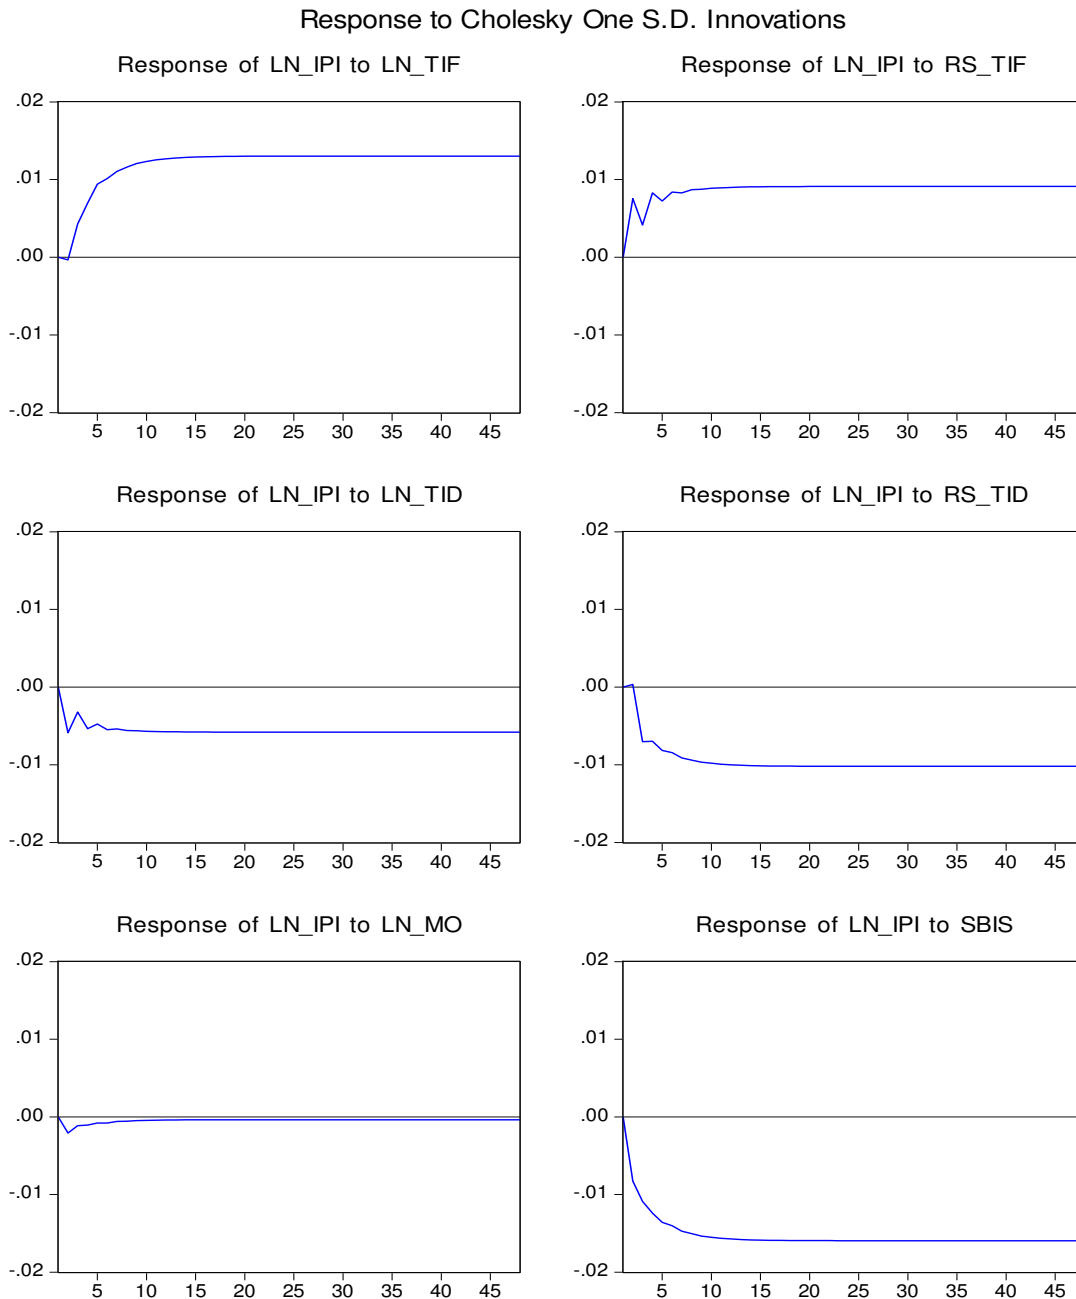 Response to Cholesky One S.D. Innovations
Response of LN_IPI to LN_TIF
.02
.01
.00
-.01
-.02
5 10 15 20 25 30 35 40 45
Response of LN_IPI to RS_TIF
.02
.01
.00
-.01
-.02
5 10 15 20 25 30 35 40 45
Response of LN_IPI to LN_TID
.02
.01
.00
-.01
-.02
5 10 15 20 25 30 35 40 45
Response of LN_IPI to RS_TID
.02
.01
.00
-.01
-.02
5 10 15 20 25 30 35 40 45
Response of LN_IPI to LN_MO
.02
.01
.00
-.01
-.02
5 10 15 20 25 30 35 40 45
Response of LN_IPI to SBIS
.02
.01
.00
-.01
-.02
5 10 15 20 25 30 35 40 45